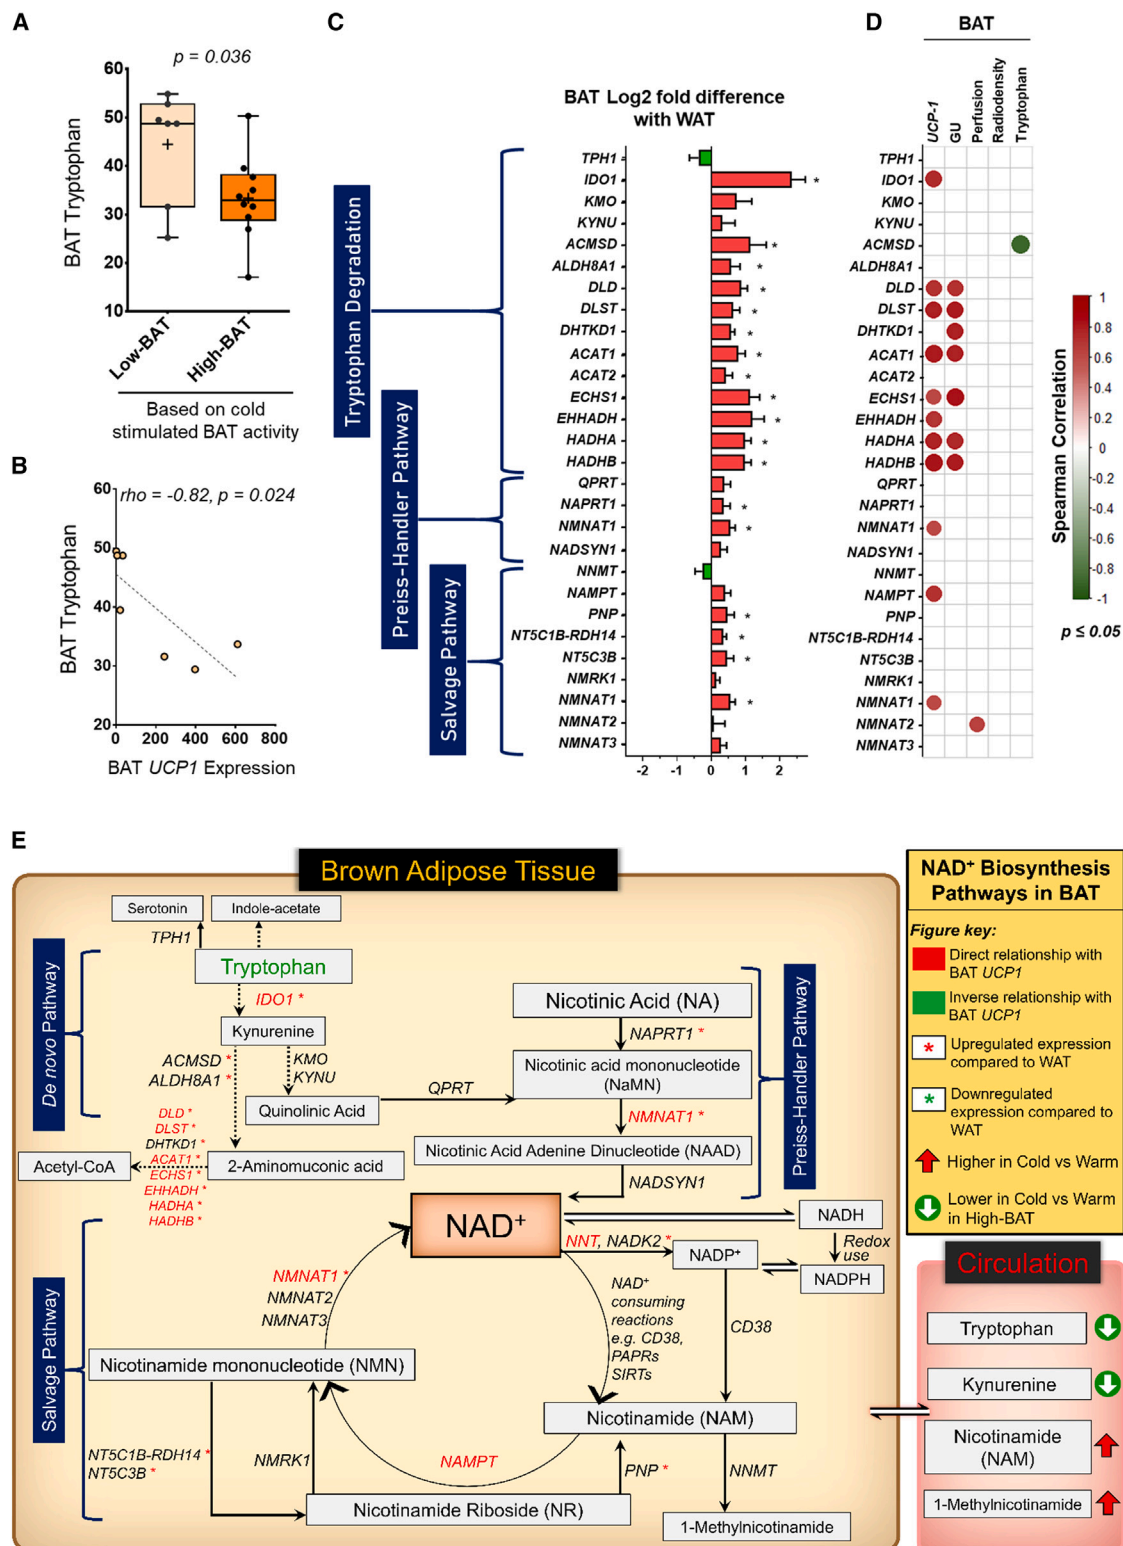 A
p = 0.036
60
50
40
30
20
10
BAT Tryptophan
Low-BAT
High-BAT
Based on cold
stimulated BAT activity
B
rho = -0.82, p = 0.024
60
50
40
30
20
BAT Tryptophan
0
200
400
600
800
BAT UCP1 Expression
C
BAT Log2 fold difference
with WAT
Tryptophan Degradation
Preiss-Handler Pathway
Salvage Pathway
TPH1
IDO1 *
KMO
KYNU
ACMSD *
ALDH8A1 *
DLD *
DLST *
DHTKD1 *
ACAT1 *
ACAT2 *
ECHS1 *
EHHADH *
HADHA *
HADHB *
QPRT
NAPRT1 *
NMNAT1 *
NADSYN1
NNMT
NAMPT
PNP *
NT5C1B-RDH14 *
NT5C3B *
NMRK1
NMNAT1 *
NMNAT2
NMNAT3
-2
-1
0
1
2
D
BAT
UCP-1
GU
Perfusion
Radiodensity
Tryptophan
TPH1
IDO1
KMO
KYNU
ACMSD
ALDH8A1
DLD
DLST
DHTKD1
ACAT1
ACAT2
ECHS1
EHHADH
HADHA
HADHB
QPRT
NAPRT1
NMNAT1
NADSYN1
NNMT
NAMPT
PNP
NT5C1B-RDH14
NT5C3B
NMRK1
NMNAT1
NMNAT2
NMNAT3
Spearman Correlation
1
0.8
0.6
0.4
0.2
0
-0.2
-0.4
-0.6
-0.8
-1
p ≤ 0.05
E
Brown Adipose Tissue
De novo Pathway
Salvage Pathway
Preiss-Handler Pathway
Serotonin
Indole-acetate
TPH1
Tryptophan
IDO1 *
Kynurenine
ACMSD *
ALDH8A1 *
KMO
KYNU
Quinolinic Acid
QPRT
DLD *
DLST *
DHTKD1 *
ACAT1 *
ECHS1 *
EHHADH *
HADHA *
HADHB *
Acetyl-CoA
2-Aminomuconic acid
Nicotinic Acid (NA)
NAPRT1 *
Nicotinic acid mononucleotide
(NaMN)
NMNAT1 *
Nicotinic Acid Adenine Dinucleotide (NAAD)
NADSYN1
NAD+
NADH
NNT, NADK2 *
NADP+
Redox
use
NADPH
NMNAT1 *
NMNAT2
NMNAT3
NAD+
consuming
reactions
e.g. CD38,
PAPRs
SIRTs
CD38
Nicotinamide mononucleotide (NMN)
Nicotinamide (NAM)
NT5C1B-RDH14 *
NT5C3B *
NMRK1
NAMPT
PNP *
NNMT
Nicotinamide Riboside (NR)
1-Methylnicotinamide
NAD+ Biosynthesis
Pathways in BAT
Figure key:
Direct relationship with
BAT UCP1
Inverse relationship with
BAT UCP1
* Upregulated expression
compared to WAT
* Downregulated
expression compared to
WAT
Higher in Cold vs Warm
Lower in Cold vs Warm
in High-BAT
Circulation
Tryptophan
Kynurenine
Nicotinamide
(NAM)
1-Methylnicotinamide